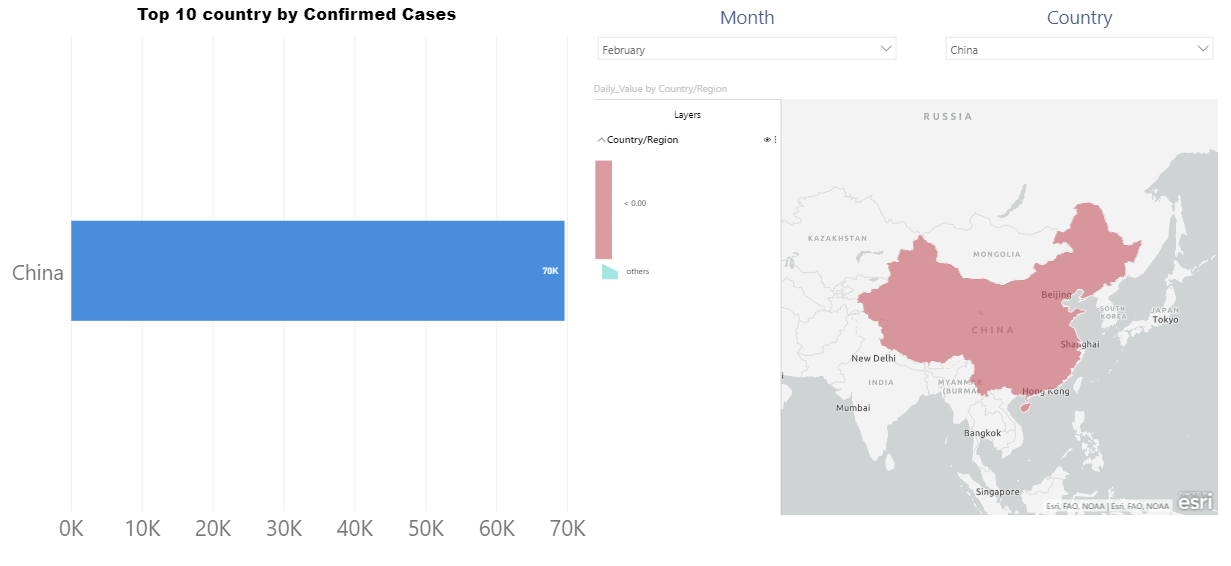 Top 10 country by Confirmed Cases
China
70K
0K 10K 20K 30K 40K 50K 60K 70K
Month
February
Country
China
Daily_Value by Country/Region
Layers
Country/Region
< 0.00
others
RUSSIA
KAZAKHSTAN
MONGOLIA
Beijing
SOUTH
KOREA
JAPAN
Tokyo
CHINA
Shanghai
New Delhi
INDIA
MYANMAR
(BURMA)
Hong Kong
Mumbai
Bangkok
Singapore
Esri, FAO, NOAA | Esri, FAO, NOAA
esri